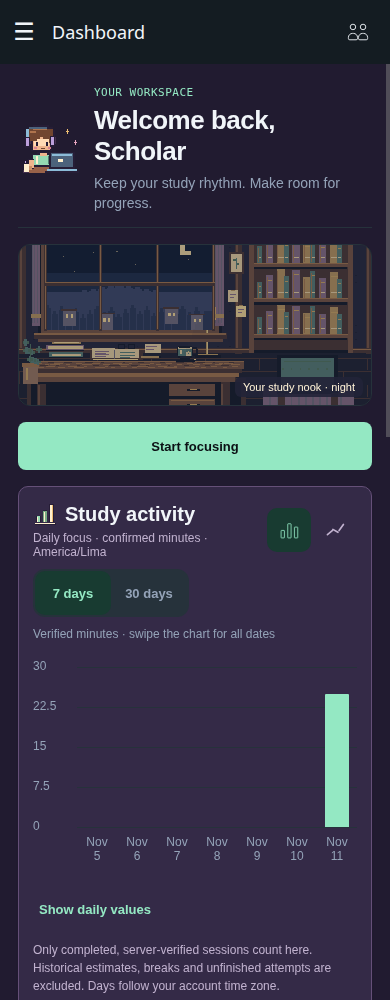 Dashboard
YOUR WORKSPACE
Welcome back,
Scholar
Keep your study rhythm. Make room for
progress.
Your study nook · night
Start focusing
Study activity
Daily focus · confirmed minutes ·
America/Lima
7 days
30 days
Verified minutes · swipe the chart for all dates
30
22.5
15
7.5
0
Nov 5
Nov 6
Nov 7
Nov 8
Nov 9
Nov 10
Nov 11
Show daily values
Only completed, server-verified sessions count here.
Historical estimates, breaks and unfinished attempts are
excluded. Days follow your account time zone.